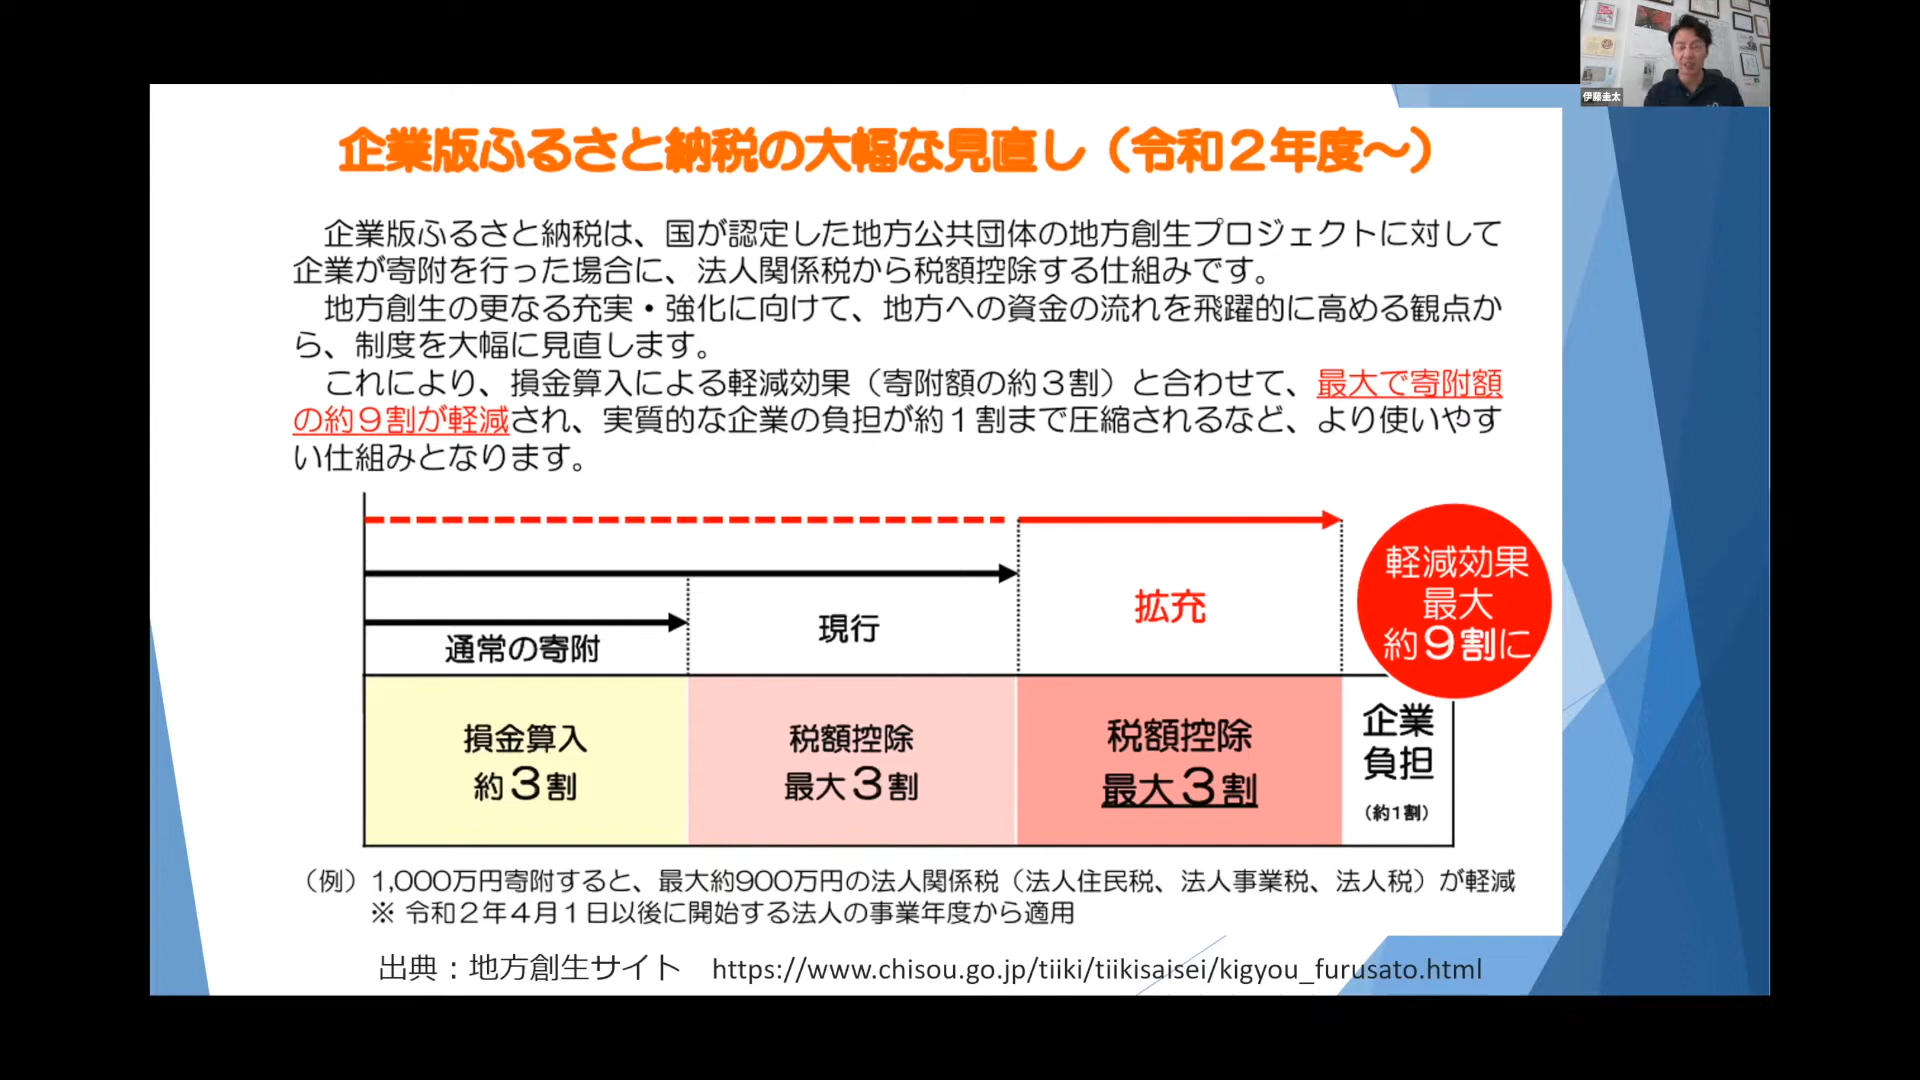 伊藤圭太
企業版ふるさと納税の大幅な見直し（令和２年度～）
企業版ふるさと納税は、国が認定した地方公共団体の地方創生プロジェクトに対して
企業が寄附を行った場合に、法人関係税から税額控除する仕組みです。
地方創生の更なる充実・強化に向けて、地方への資金の流れを飛躍的に高める観点か
ら、制度を大幅に見直します。
これにより、損金算入による軽減効果（寄附額の約３割）と合わせて、最大で寄附額
の約９割が軽減され、実質的な企業の負担が約１割まで圧縮されるなど、より使いやす
い仕組みとなります。
通常の寄附
現行
拡充
軽減効果
最大
約９割に
損金算入
約３割
税額控除
最大３割
税額控除
最大３割
企業
負担
（約1割）
（例）1,000万円寄附すると、最大約900万円の法人関係税（法人住民税、法人事業税、法人税）が軽減
※ 令和２年４月１日以後に開始する法人の事業年度から適用
出典：地方創生サイト　https://www.chisou.go.jp/tiiki/tiikisaisei/kigyou_furusato.html